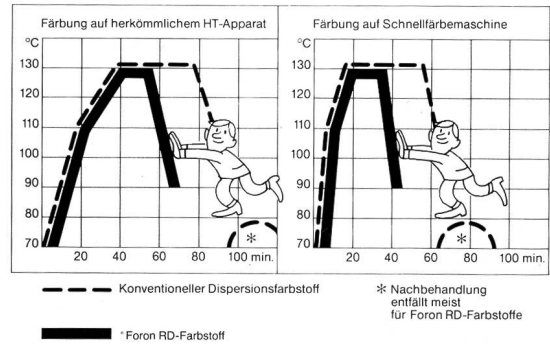 Färbung auf herkömmlichem HT-Apparat
Färbung auf Schnellfärbemaschine
°C
130
120
110
100
90
80
70
20
40
60
80
100 min.
*
°C
130
120
110
100
90
80
70
20
40
60
80
100 min.
*
Konventioneller Dispersionsfarbstoff
* Nachbehandlung
entfällt meist
für Foron RD-Farbstoffe
*Foron RD-Farbstoff